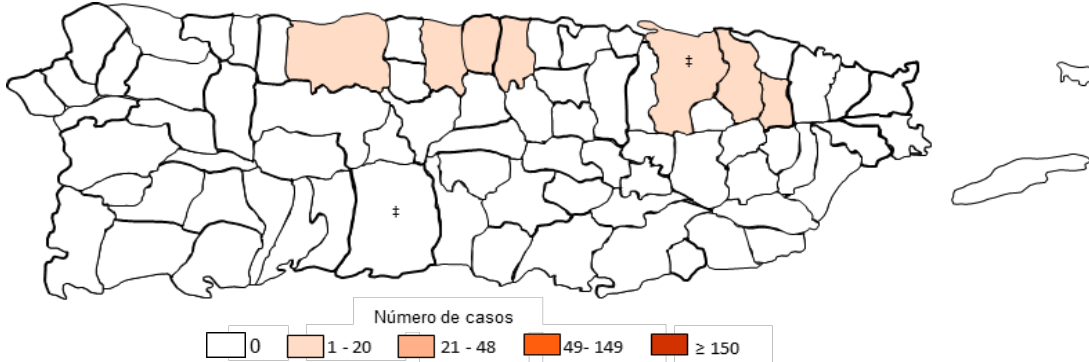 ‡
‡
Número de casos
0 1 - 20 21 - 48 49- 149 ≥ 150